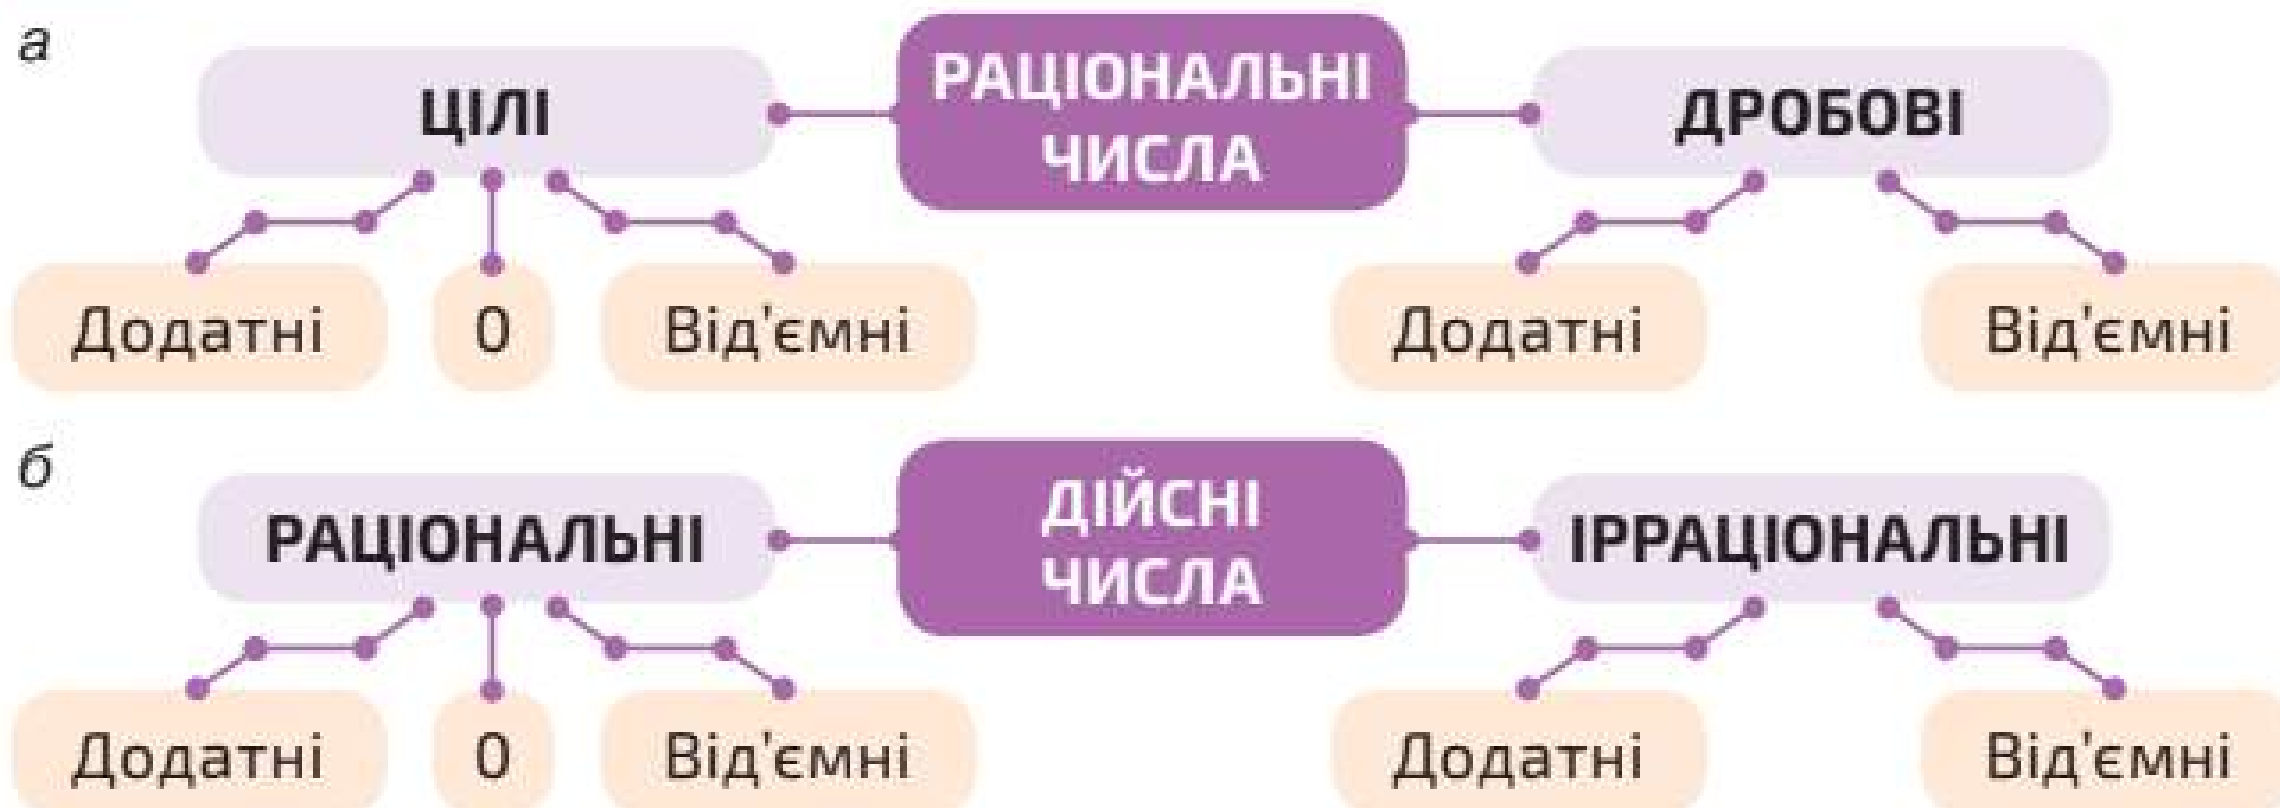 а
ЦІЛІ
РАЦІОНАЛЬНІ
ЧИСЛА
ДРОБОВІ
Додатні
0
Від'ємні
Додатні
Від'ємні
б
РАЦІОНАЛЬНІ
ДІЙСНІ
ЧИСЛА
ІРРАЦІОНАЛЬНІ
Додатні
0
Від'ємні
Додатні
Від'ємні